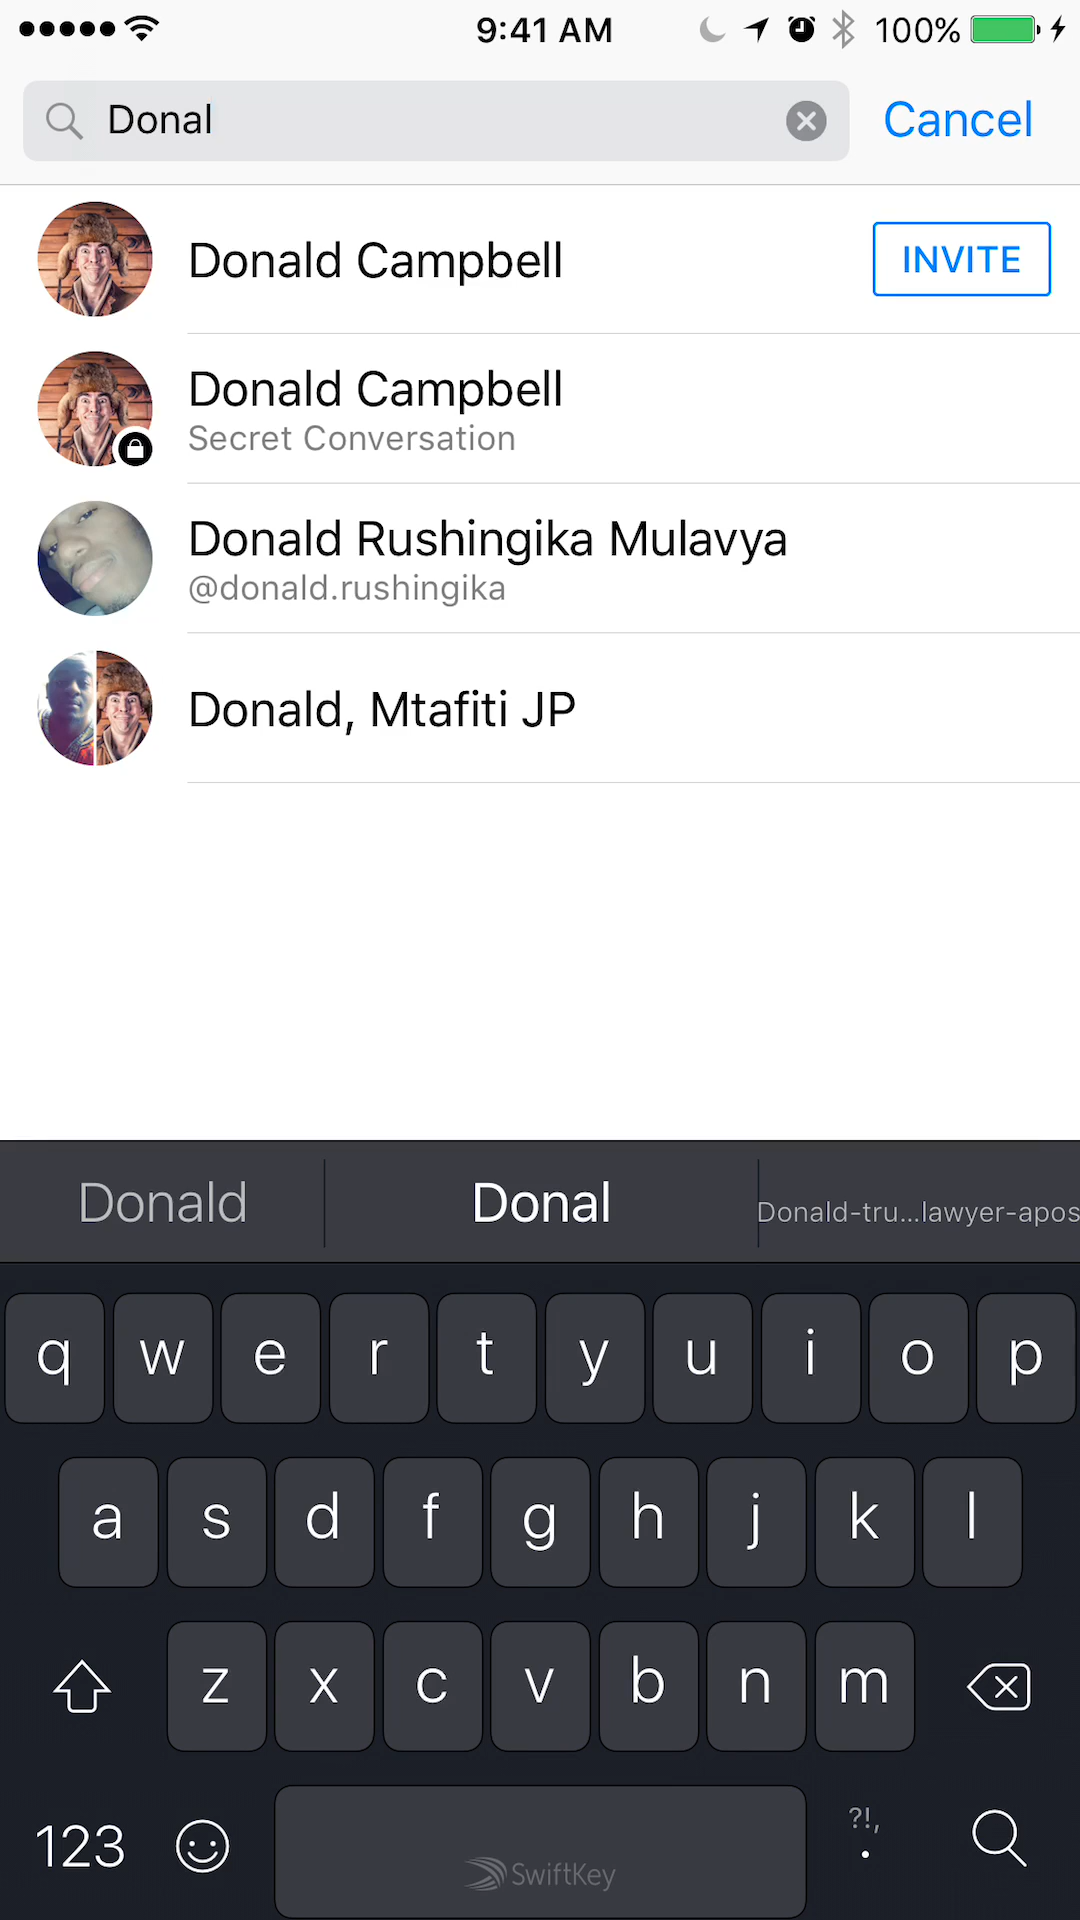 9:41 AM 100%
Donal Cancel
Donald Campbell INVITE
Donald Campbell
Secret Conversation
Donald Rushingika Mulavya
@donald.rushingika
Donald, Mtafiti JP
Donald Donal Donald-tru...lawyer-apos
q w e r t y u i o p
a s d f g h j k l
z x c v b n m
123 ?!, .
SwiftKey